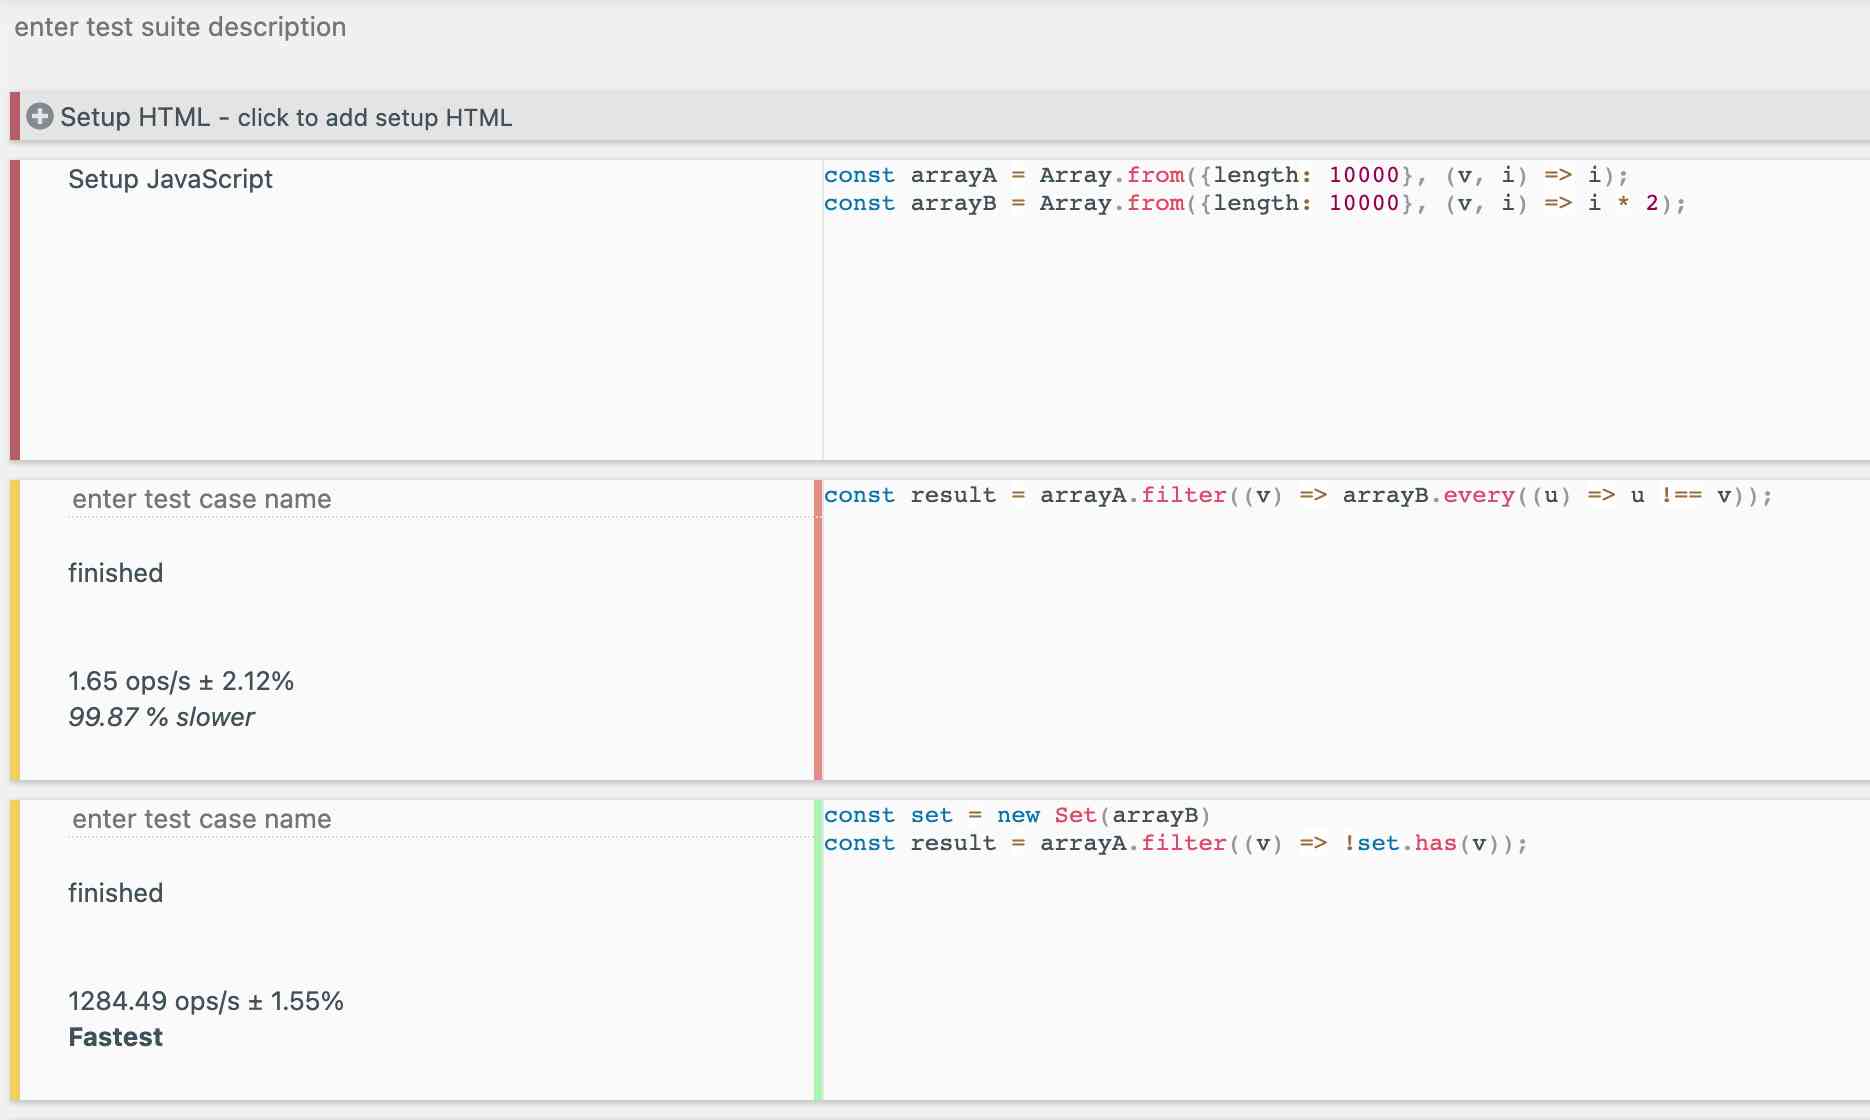 enter test suite description
Setup HTML - click to add setup HTML
Setup JavaScript
const arrayA = Array.from({length: 10000}, (v, i) => i);
const arrayB = Array.from({length: 10000}, (v, i) => i * 2);
enter test case name
const result = arrayA.filter((v) => arrayB.every((u) => u !== v));
finished
1.65 ops/s ± 2.12%
99.87 % slower
enter test case name
const set = new Set(arrayB)
const result = arrayA.filter((v) => !set.has(v));
finished
1284.49 ops/s ± 1.55%
Fastest